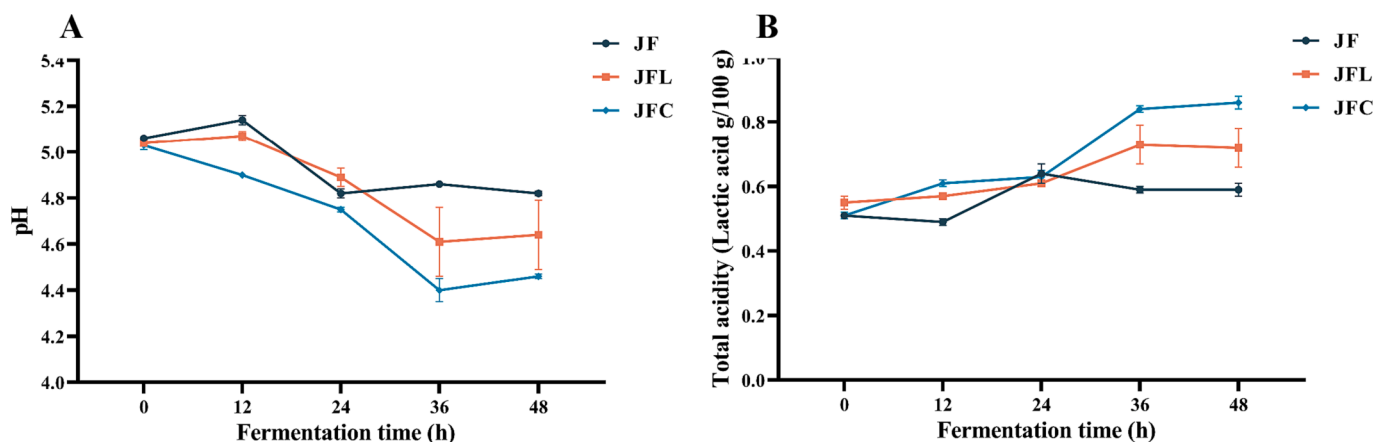 A
JF
JFL
JFC
pH
5.4
5.2
5.0
4.8
4.6
4.4
4.2
4.0
0 12 24 36 48
Fermentation time (h)
B
JF
JFL
JFC
Total acidity (Lactic acid g/100 g)
1.0
0.8
0.6
0.4
0.2
0.0
0 12 24 36 48
Fermentation time (h)